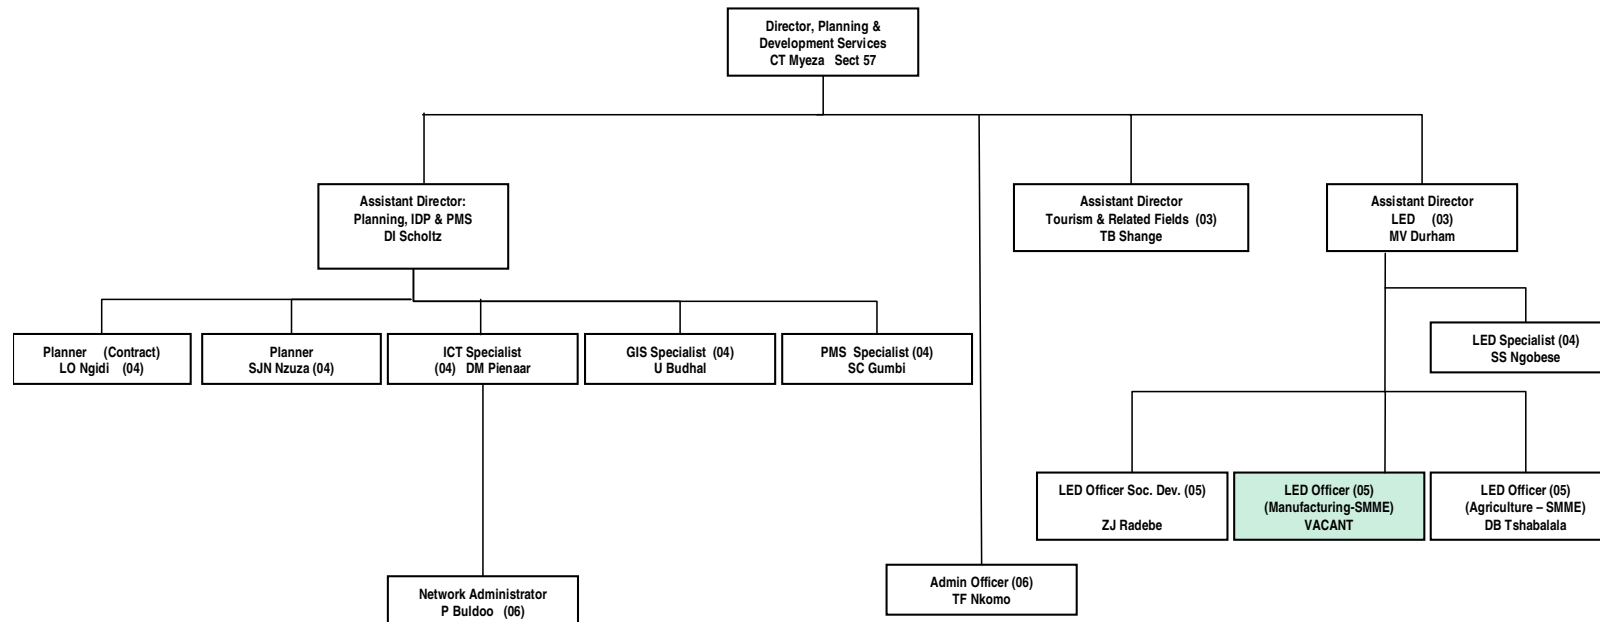 Director, Planning &
Development Services
CT Myeza Sect 57
Assistant Director:
Planning, IDP & PMS
DI Scholtz
Assistant Director
Tourism & Related Fields (03)
TB Shange
Assistant Director
LED (03)
MV Durham
Planner (Contract)
LO Ngidi (04)
Planner
SJN Nzuza (04)
ICT Specialist
(04) DM Pienaar
GIS Specialist (04)
U Budhal
PMS Specialist (04)
SC Gumbi
LED Specialist (04)
SS Ngobese
LED Officer Soc. Dev. (05)
ZJ Radebe
LED Officer (05)
(Manufacturing-SMME)
VACANT
LED Officer (05)
(Agriculture – SMME)
DB Tshabalala
Network Administrator
P Buldoo (06)
Admin Officer (06)
TF Nkomo